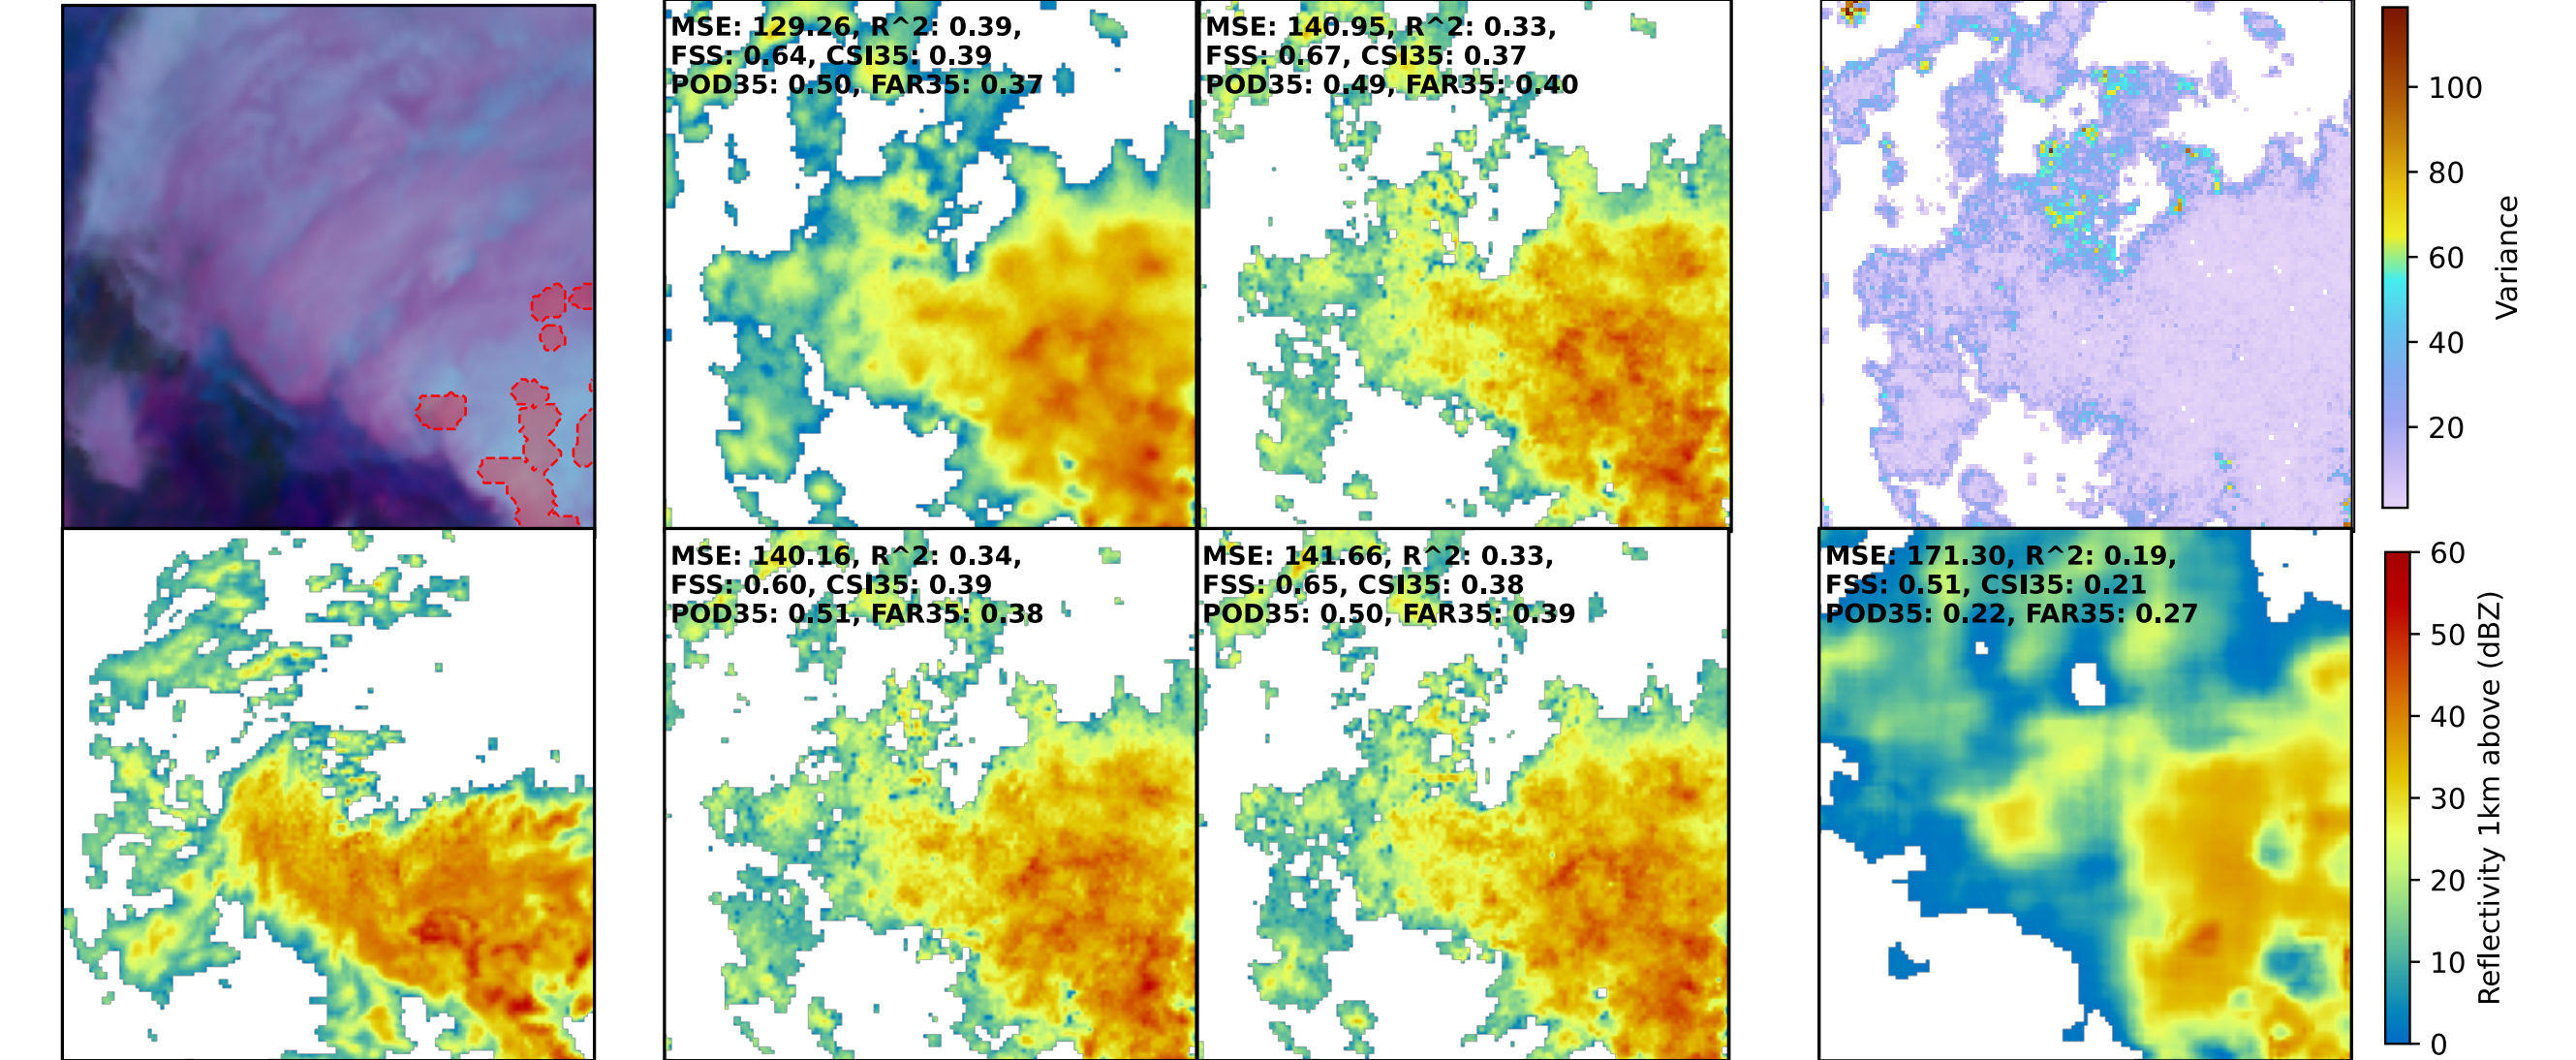 MSE: 129.26, R^2: 0.39,
FSS: 0.64, CSI35: 0.39
POD35: 0.50, FAR35: 0.37
MSE: 140.95, R^2: 0.33,
FSS: 0.67, CSI35: 0.37
POD35: 0.49, FAR35: 0.40
100
80
60
40
20
Variance
MSE: 140.16, R^2: 0.34,
FSS: 0.60, CSI35: 0.39
POD35: 0.51, FAR35: 0.38
MSE: 141.66, R^2: 0.33,
FSS: 0.65, CSI35: 0.38
POD35: 0.50, FAR35: 0.39
MSE: 171.30, R^2: 0.19,
FSS: 0.51, CSI35: 0.21
POD35: 0.22, FAR35: 0.27
60
50
40
30
20
10
0
Reflectivity 1km above (dBZ)